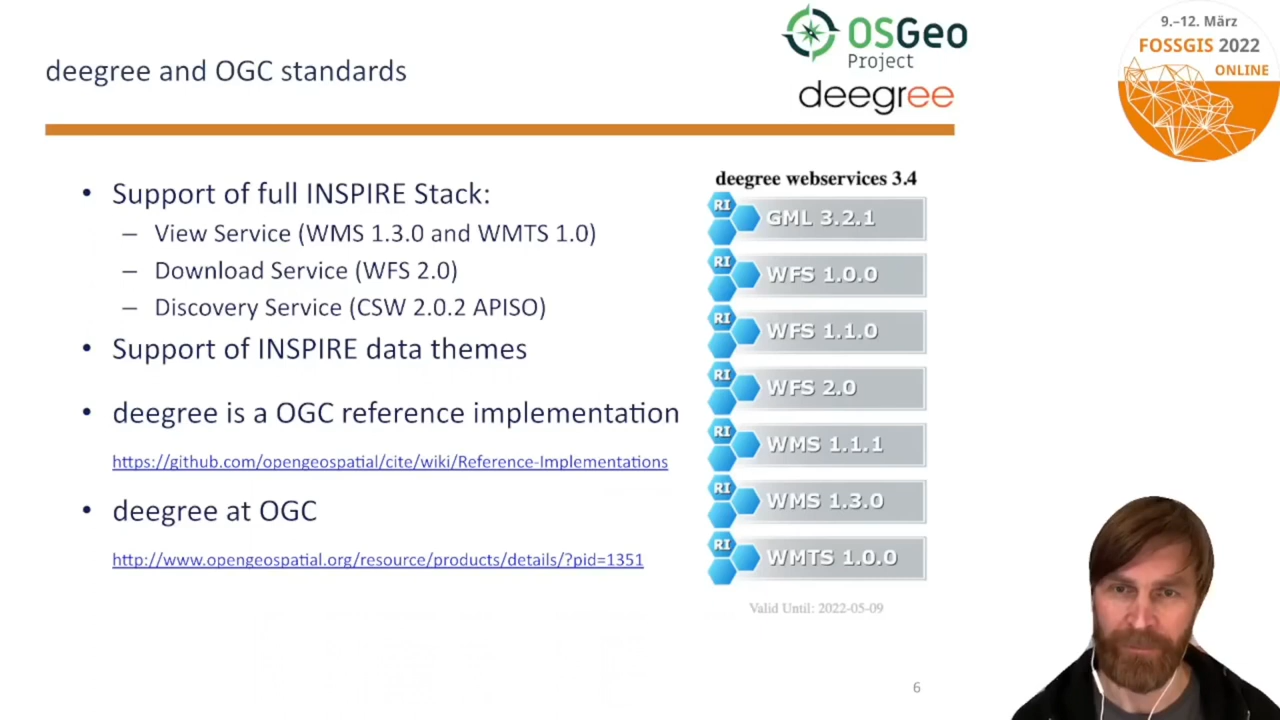 deegree and OGC standards
OSGeo
Project
deegree
9.–12. März
FOSSGIS 2022
ONLINE
• Support of full INSPIRE Stack:
– View Service (WMS 1.3.0 and WMTS 1.0)
– Download Service (WFS 2.0)
– Discovery Service (CSW 2.0.2 APISO)
• Support of INSPIRE data themes
• deegree is a OGC reference implementation
https://github.com/opengeospatial/cite/wiki/Reference-Implementations
• deegree at OGC
http://www.opengeospatial.org/resource/products/details/?pid=1351
deegree webservices 3.4
RI GML 3.2.1
RI WFS 1.0.0
RI WFS 1.1.0
RI WFS 2.0
RI WMS 1.1.1
RI WMS 1.3.0
RI WMTS 1.0.0
Valid Until: 2022-05-09
6